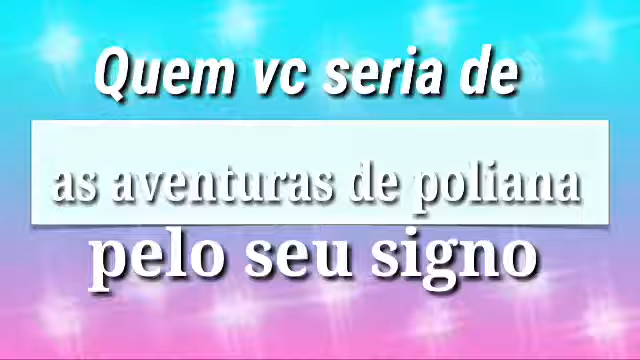 Quem vc seria de
as aventuras de poliana
pelo seu signo